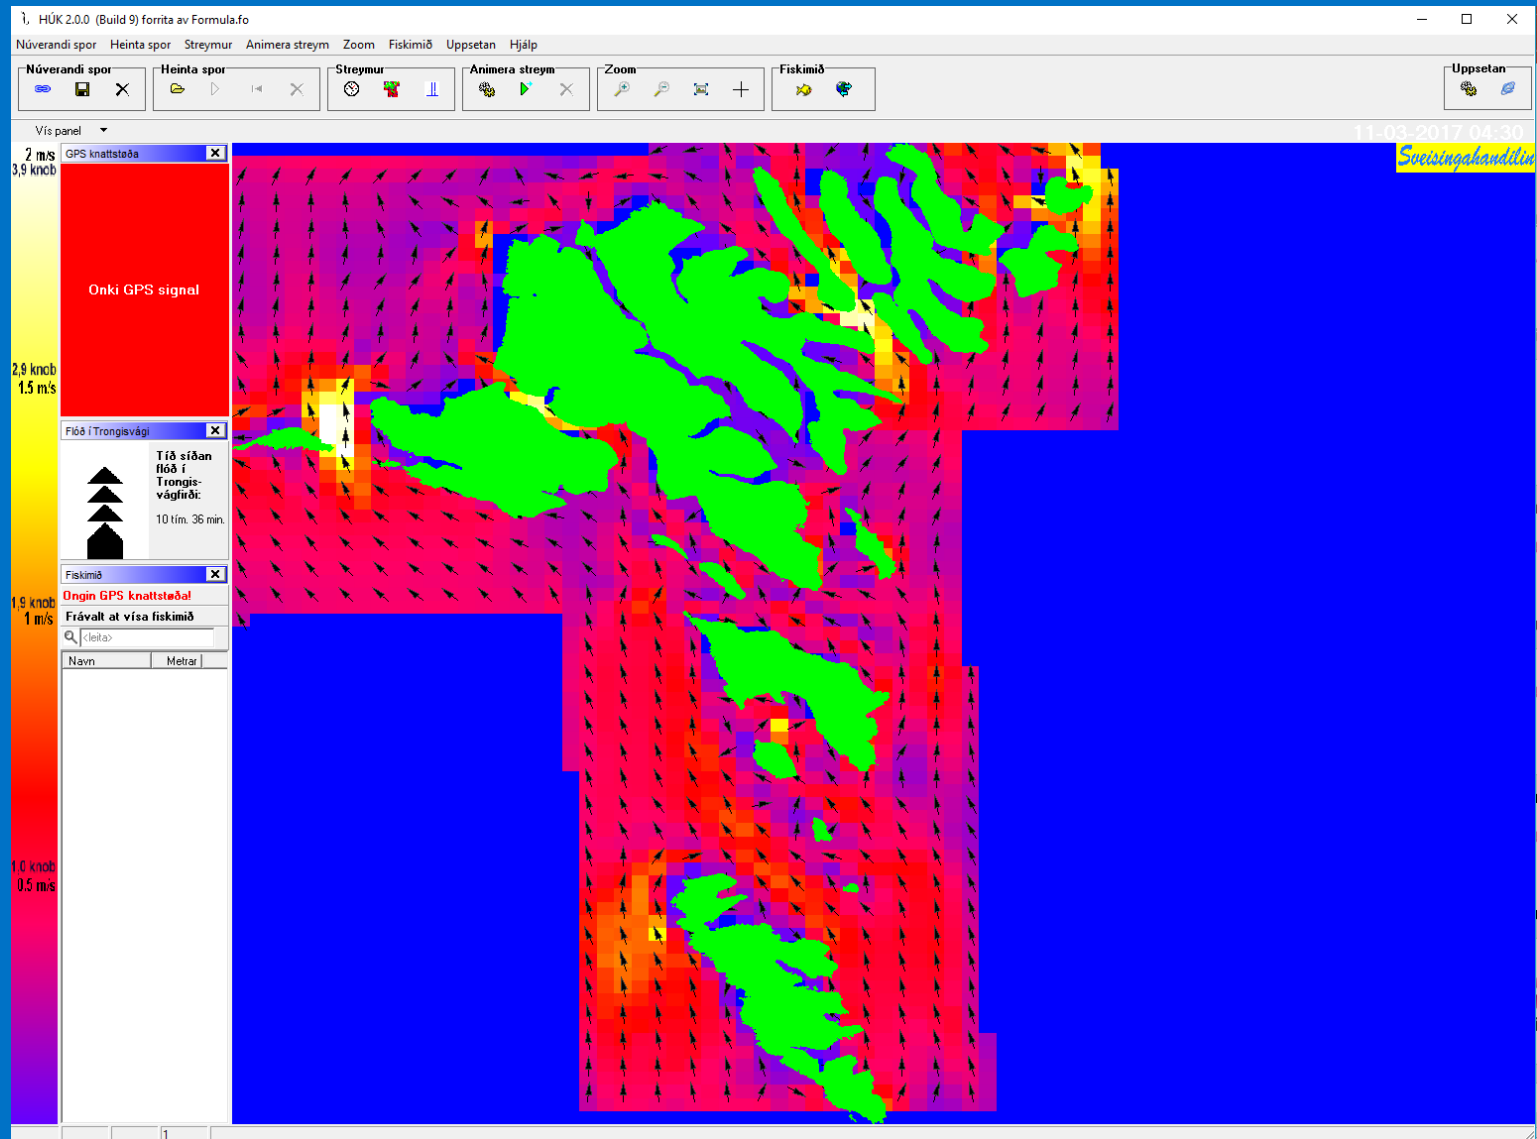 HÚK 2.0.0 (Build 9) forrita av Formula.fo
Núverandi spor Heinta spor Streymur Animera streym Zoom Fiskimið Uppsetan Hjálp
Núverandi spor Heinta spor Streymur Animera streym Zoom Fiskimið Uppsetan
Vís panel
11-03-2017 04:30
Sveisingahandilin
2 m/s
3,9 knob
2,9 knob
1.5 m/s
1,9 knob
1 m/s
1,0 knob
0.5 m/s
GPS knattstøða
Onki GPS signal
Flóð í Trongisvági
Tíð síðan
flóð í
Trongis-
vágfirði:
10 tím. 36 min.
Fiskimið
Ongin GPS knattstøða!
Frávalt at vísa fiskimið
<leita>
Navn Metrar
1